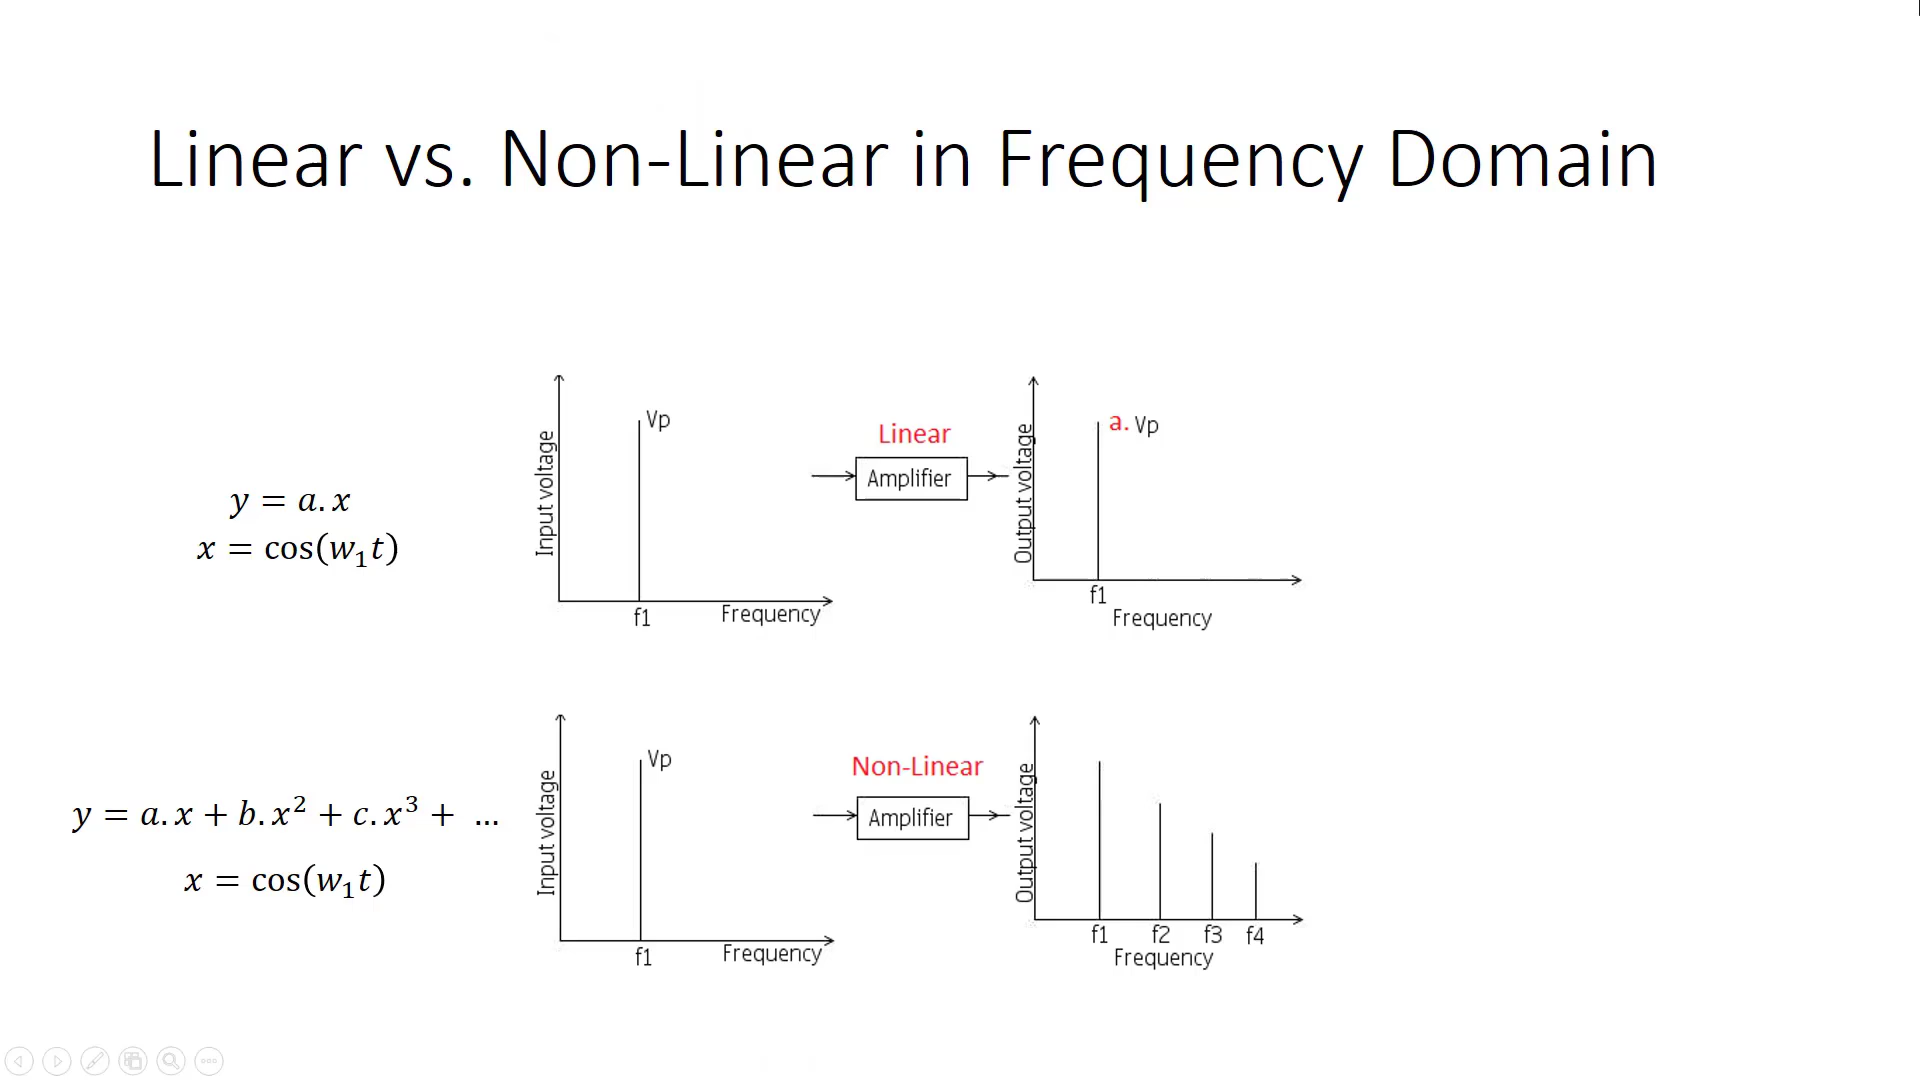 Linear vs. Non-Linear in Frequency Domain
y = a. x
x = cos(w₁t)
Input voltage
Vp
f1
Frequency
Linear
Amplifier
Output voltage
a. Vp
f1
Frequency
y = a. x + b. x² + c. x³ + ...
x = cos(w₁t)
Input voltage
Vp
f1
Frequency
Non-Linear
Amplifier
Output voltage
f1 f2 f3 f4
Frequency